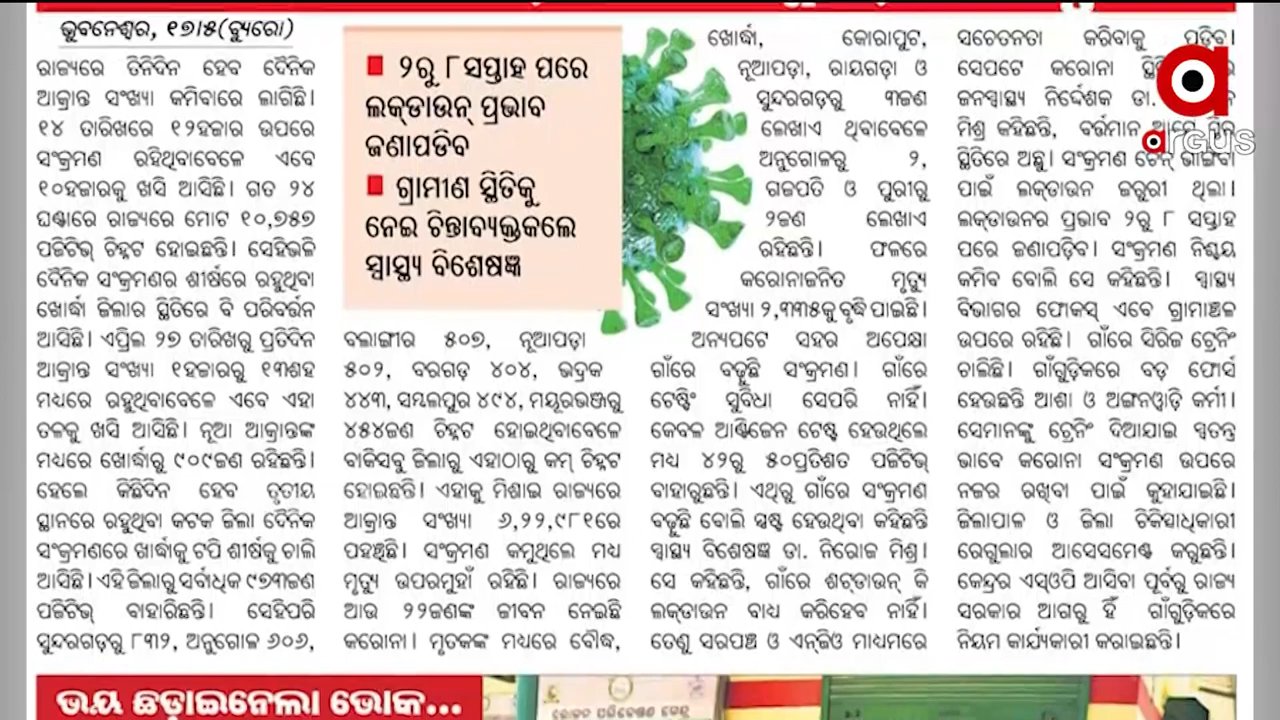 ଭୁବନେଶ୍ୱର, ୧୭।୫(ବ୍ୟୁରୋ)
ରାଜ୍ୟରେ ତିନିଦିନ ହେବ ଦୈନିକ
ଆକ୍ରାନ୍ତ ସଂଖ୍ୟା କମିବାରେ ଲାଗିଛି।
୧୪ ତାରିଖରେ ୧୨ହଜାର ଉପରେ
ସଂକ୍ରମଣ ରହିଥିବାବେଳେ ଏବେ
୧୦ହଜାରକୁ ଖସି ଆସିଛି। ଗତ ୨୪
ଘଣ୍ଟାରେ ରାଜ୍ୟରେ ମୋଟ ୧୦,୭୫୭
ପଜିଟିଭ୍ ଚିହ୍ନଟ ହୋଇଛନ୍ତି। ସେହିଭଳି
ଦୈନିକ ସଂକ୍ରମଣର ଶୀର୍ଷରେ ରହୁଥିବା
ଖୋର୍ଦ୍ଧା ଜିଲାର ସ୍ଥିତିରେ ବି ପରିବର୍ତ୍ତନ
ଆସିଛି। ଏପ୍ରିଲ ୨୭ ତାରିଖରୁ ପ୍ରତିଦିନ
ଆକ୍ରାନ୍ତ ସଂଖ୍ୟା ୧ହଜାରରୁ ୧୩ଶହ
ମଧ୍ୟରେ ରହୁଥିବାବେଳେ ଏବେ ଏହା
ତଳକୁ ଖସି ଆସିଛି। ନୂଆ ଆକ୍ରାନ୍ତଙ୍କ
ମଧ୍ୟରେ ଖୋର୍ଦ୍ଧାରୁ ୯୦୯ଜଣ ରହିଛନ୍ତି।
ହେଲେ କିଛିଦିନ ହେବ ତୃତୀୟ
ସ୍ଥାନରେ ରହୁଥିବା କଟକ ଜିଲା ଦୈନିକ
ସଂକ୍ରମଣରେ ଖୋର୍ଦ୍ଧାକୁ ଟପି ଶୀର୍ଷକୁ ଚାଲି
ଆସିଛି। ଏହି ଜିଲାରୁ ସର୍ବାଧିକ ୯୭୩ଜଣ
ପଜିଟିଭ୍ ବାହାରିଛନ୍ତି। ସେହିପରି
ସୁନ୍ଦରଗଡ଼ରୁ ୮୩୨, ଅନୁଗୋଳ ୬୦୬,
୨ରୁ ୮ ସପ୍ତାହ ପରେ
ଲକ୍‌ଡାଉନ୍ ପ୍ରଭାବ
ଜଣାପଡିବ
ଗ୍ରାମୀଣ ସ୍ଥିତିକୁ
ନେଇ ଚିନ୍ତାବ୍ୟକ୍ତକଲେ
ସ୍ୱାସ୍ଥ୍ୟ ବିଶେଷଜ୍ଞ
ବଲାଙ୍ଗୀର ୫୦୭, ନୂଆପଡ଼ା
୫୦୨, ବରଗଡ଼ ୪୦୪, ଭଦ୍ରକ
୪୪୩, ସମ୍ବଲପୁର ୪୯୪, ମୟୂରଭଞ୍ଜରୁ
୪୫୪ଜଣ ଚିହ୍ନଟ ହୋଇଥିବାବେଳେ
ବାକିସବୁ ଜିଲାରୁ ଏହାଠାରୁ କମ୍ ଚିହ୍ନଟ
ହୋଇଛନ୍ତି। ଏହାକୁ ମିଶାଇ ରାଜ୍ୟରେ
ଆକ୍ରାନ୍ତ ସଂଖ୍ୟା ୬,୨୨,୯୮୧ରେ
ପହଞ୍ଚିଛି। ସଂକ୍ରମଣ କମୁଥିଲେ ମଧ୍ୟ
ମୃତ୍ୟୁ ଉପରମୁହାଁ ରହିଛି। ରାଜ୍ୟରେ
ଆଉ ୨୨ଜଣଙ୍କ ଜୀବନ ନେଇଛି
କରୋନା। ମୃତକଙ୍କ ମଧ୍ୟରେ ବୌଦ୍ଧ,
ଖୋର୍ଦ୍ଧା, କୋରାପୁଟ,
ନୂଆପଡ଼ା, ରାୟଗଡ଼ା ଓ
ସୁନ୍ଦରଗଡ଼ରୁ ୩ଜଣ
ଲେଖାଏ ଥିବାବେଳେ
ଅନୁଗୋଳରୁ ୨,
ଗଜପତି ଓ ପୁରୀରୁ
୨ଜଣ ଲେଖାଏ
ରହିଛନ୍ତି। ଫଳରେ
କରୋନାଜନିତ ମୃତ୍ୟୁ
ସଂଖ୍ୟା ୨,୩୩୫କୁ ବୃଦ୍ଧି ପାଇଛି।
ଅନ୍ୟପଟେ ସହର ଅପେକ୍ଷା
ଗାଁରେ ବଢୁଛି ସଂକ୍ରମଣ। ଗାଁରେ
ଟେଷ୍ଟିଂ ସୁବିଧା ସେପରି ନାହିଁ।
କେବଳ ଆଣ୍ଟିଜେନ ଟେଷ୍ଟ ହେଉଥିଲେ
ମଧ୍ୟ ୪୨ରୁ ୫୦ପ୍ରତିଶତ ପଜିଟିଭ୍
ବାହାରୁଛନ୍ତି। ଏଥିରୁ ଗାଁରେ ସଂକ୍ରମଣ
ବଢୁଛି ବୋଲି ସ୍ପଷ୍ଟ ହେଉଥିବା କହିଛନ୍ତି
ସ୍ୱାସ୍ଥ୍ୟ ବିଶେଷଜ୍ଞ ଡା. ନିରୋଜ ମିଶ୍ର।
ସେ କହିଛନ୍ତି, ଗାଁରେ ଶଟ୍‌ଡାଉନ୍ କି
ଲକ୍‌ଡାଉନ ବାଧ୍ୟ କରିହେବ ନାହିଁ।
ତେଣୁ ସରପଞ୍ଚ ଓ ଏନ୍‌ଜିଓ ମାଧ୍ୟମରେ
ସଚେତନତା କରିବାକୁ ପଡ଼ିବ।
ସେପଟେ କରୋନା
ଜନସ୍ୱାସ୍ଥ୍ୟ ନିର୍ଦ୍ଦେଶକ ଡା.
ମିଶ୍ର କହିଛନ୍ତି, ବର୍ତ୍ତମାନ ଆମେ
ସ୍ଥିତିରେ ଅଛୁ। ସଂକ୍ରମଣ ଚେନ୍ ଭାଙ୍ଗିବା
ପାଇଁ ଲକ୍‌ଡାଉନ ଜରୁରୀ ଥିଲା।
ଲକ୍‌ଡାଉନର ପ୍ରଭାବ ୨ରୁ ୮ ସପ୍ତାହ
ପରେ ଜଣାପଡ଼ିବ। ସଂକ୍ରମଣ ନିଶ୍ଚୟ
କମିବ ବୋଲି ସେ କହିଛନ୍ତି। ସ୍ୱାସ୍ଥ୍ୟ
ବିଭାଗର ଫୋକସ୍ ଏବେ ଗ୍ରାମାଞ୍ଚଳ
ଉପରେ ରହିଛି। ଗାଁରେ ସିରିଜ ଟ୍ରେନିଂ
ଚାଲିଛି। ଗାଁଗୁଡ଼ିକରେ ବଡ଼ ଫୋର୍ସ
ହେଉଛନ୍ତି ଆଶା ଓ ଅଙ୍ଗନୱାଡ଼ି କର୍ମୀ।
ସେମାନଙ୍କୁ ଟ୍ରେନିଂ ଦିଆଯାଇ ସ୍ୱତନ୍ତ୍ର
ଭାବେ କରୋନା ସଂକ୍ରମଣ ଉପରେ
ନଜର ରଖିବା ପାଇଁ କୁହାଯାଇଛି।
ଜିଲାପାଳ ଓ ଜିଲା ଚିକିତ୍ସାଧିକାରୀ
ରେଗୁଲାର ଆସେସମେଣ୍ଟ କରୁଛନ୍ତି।
କେନ୍ଦ୍ରର ଏସ୍‌ଓପି ଆସିବା ପୂର୍ବରୁ ରାଜ୍ୟ
ସରକାର ଆଗରୁ ହିଁ ଗାଁଗୁଡ଼ିକରେ
ନିୟମ କାର୍ଯ୍ୟକାରୀ କରାଇଛନ୍ତି।
argus
ଭୟ ଛଡ଼ାଇନେଲା ଭୋକ...